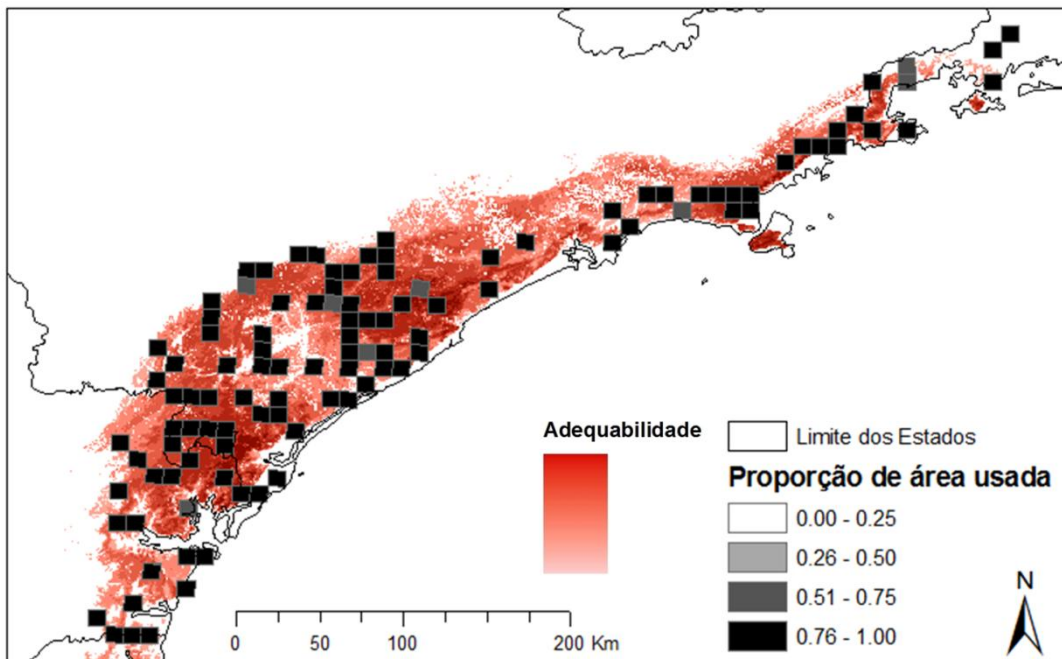 Adequabilidade
Limite dos Estados
Proporção de área usada
0.00 - 0.25
0.26 - 0.50
0.51 - 0.75
0.76 - 1.00
N
0 50 100 200 Km